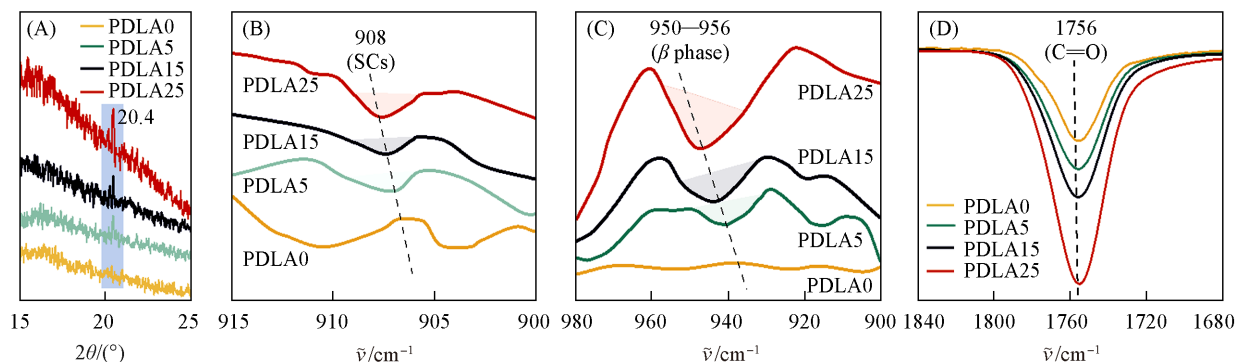 (A)
PDLA0
PDLA5
PDLA15
PDLA25
20.4
15 20 25
2θ/(°)
(B)
908
(SCs)
PDLA25
PDLA15
PDLA5
PDLA0
915 910 905 900
ν̃/cm⁻¹
(C)
950—956
(β phase)
PDLA25
PDLA15
PDLA5
PDLA0
980 960 940 920 900
ν̃/cm⁻¹
(D)
1756
(C=O)
PDLA0
PDLA5
PDLA15
PDLA25
1840 1800 1760 1720 1680
ν̃/cm⁻¹